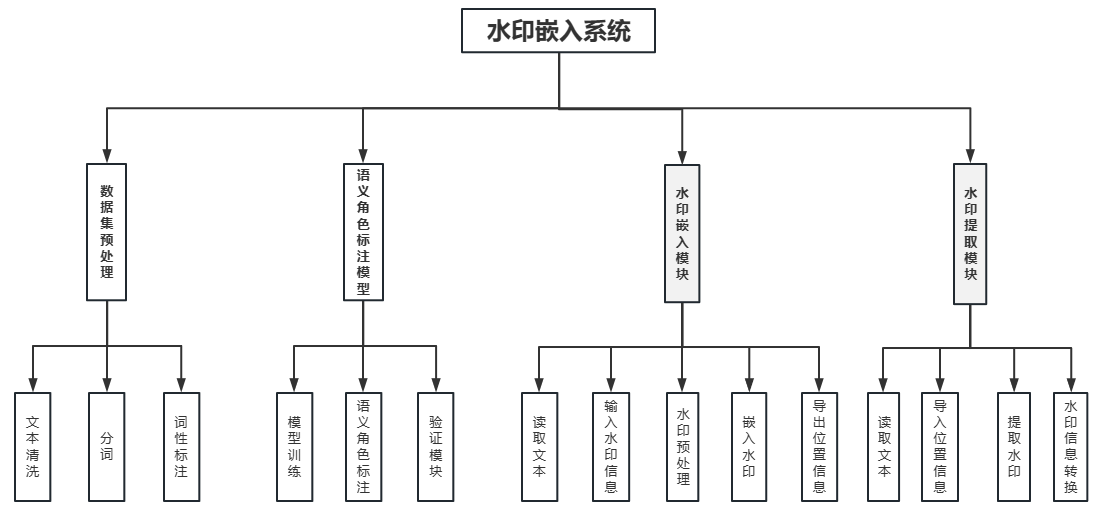 水印嵌入系统
数据集预处理
语义角色标注模型
水印嵌入模块
水印提取模块
文本清洗
分词
词性标注
模型训练
语义角色标注
验证模块
读取文本
输入水印信息
水印预处理
嵌入水印
导出位置信息
读取文本
导入位置信息
提取水印
水印信息转换